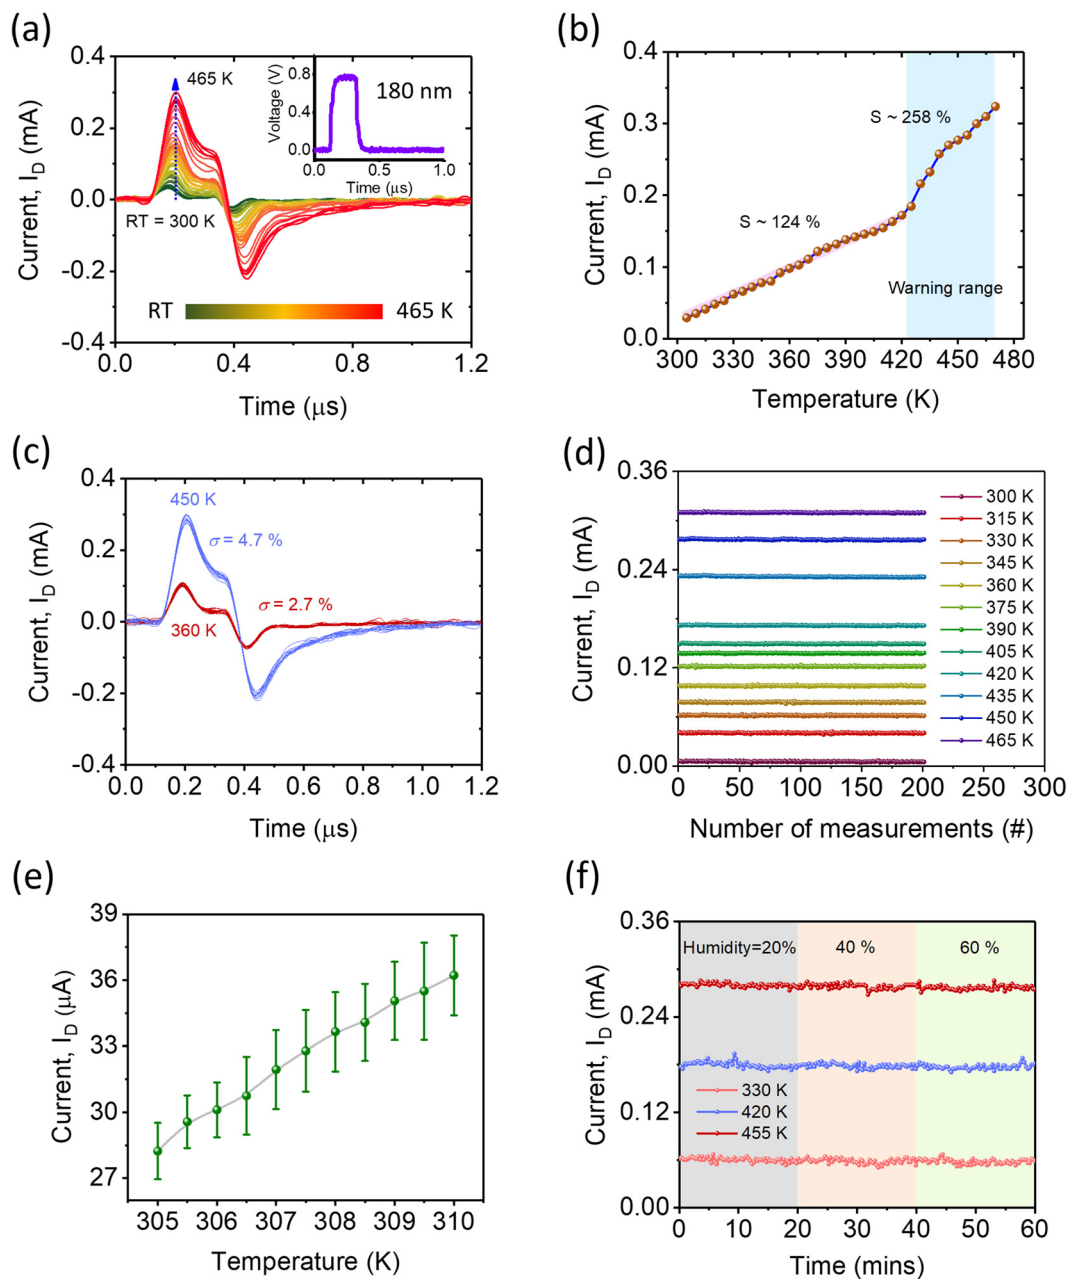 (a)
0.4
0.2
0.0
-0.2
-0.4
Current, I_D (mA)
465 K
RT = 300 K
RT
465 K
0.0
0.4
0.8
1.2
Time (μs)
Voltage (V)
0.8
0.4
0.0
180 nm
0.0
0.5
1.0
Time (μs)
(b)
0.4
0.3
0.2
0.1
0.0
Current, I_D (mA)
S ~ 258 %
S ~ 124 %
Warning range
300
330
360
390
420
450
480
Temperature (K)
(c)
0.4
0.2
0.0
-0.2
-0.4
Current, I_D (mA)
450 K
σ = 4.7 %
σ = 2.7 %
360 K
0.0
0.2
0.4
0.6
0.8
1.0
1.2
Time (μs)
(d)
0.36
0.24
0.12
0.00
Current, I_D (mA)
300 K
315 K
330 K
345 K
360 K
375 K
390 K
405 K
420 K
435 K
450 K
465 K
0
50
100
150
200
250
300
Number of measurements (#)
(e)
39
36
33
30
27
Current, I_D (μA)
305
306
307
308
309
310
Temperature (K)
(f)
0.36
0.24
0.12
0.00
Current, I_D (mA)
Humidity=20%
40 %
60 %
330 K
420 K
455 K
0
10
20
30
40
50
60
Time (mins)